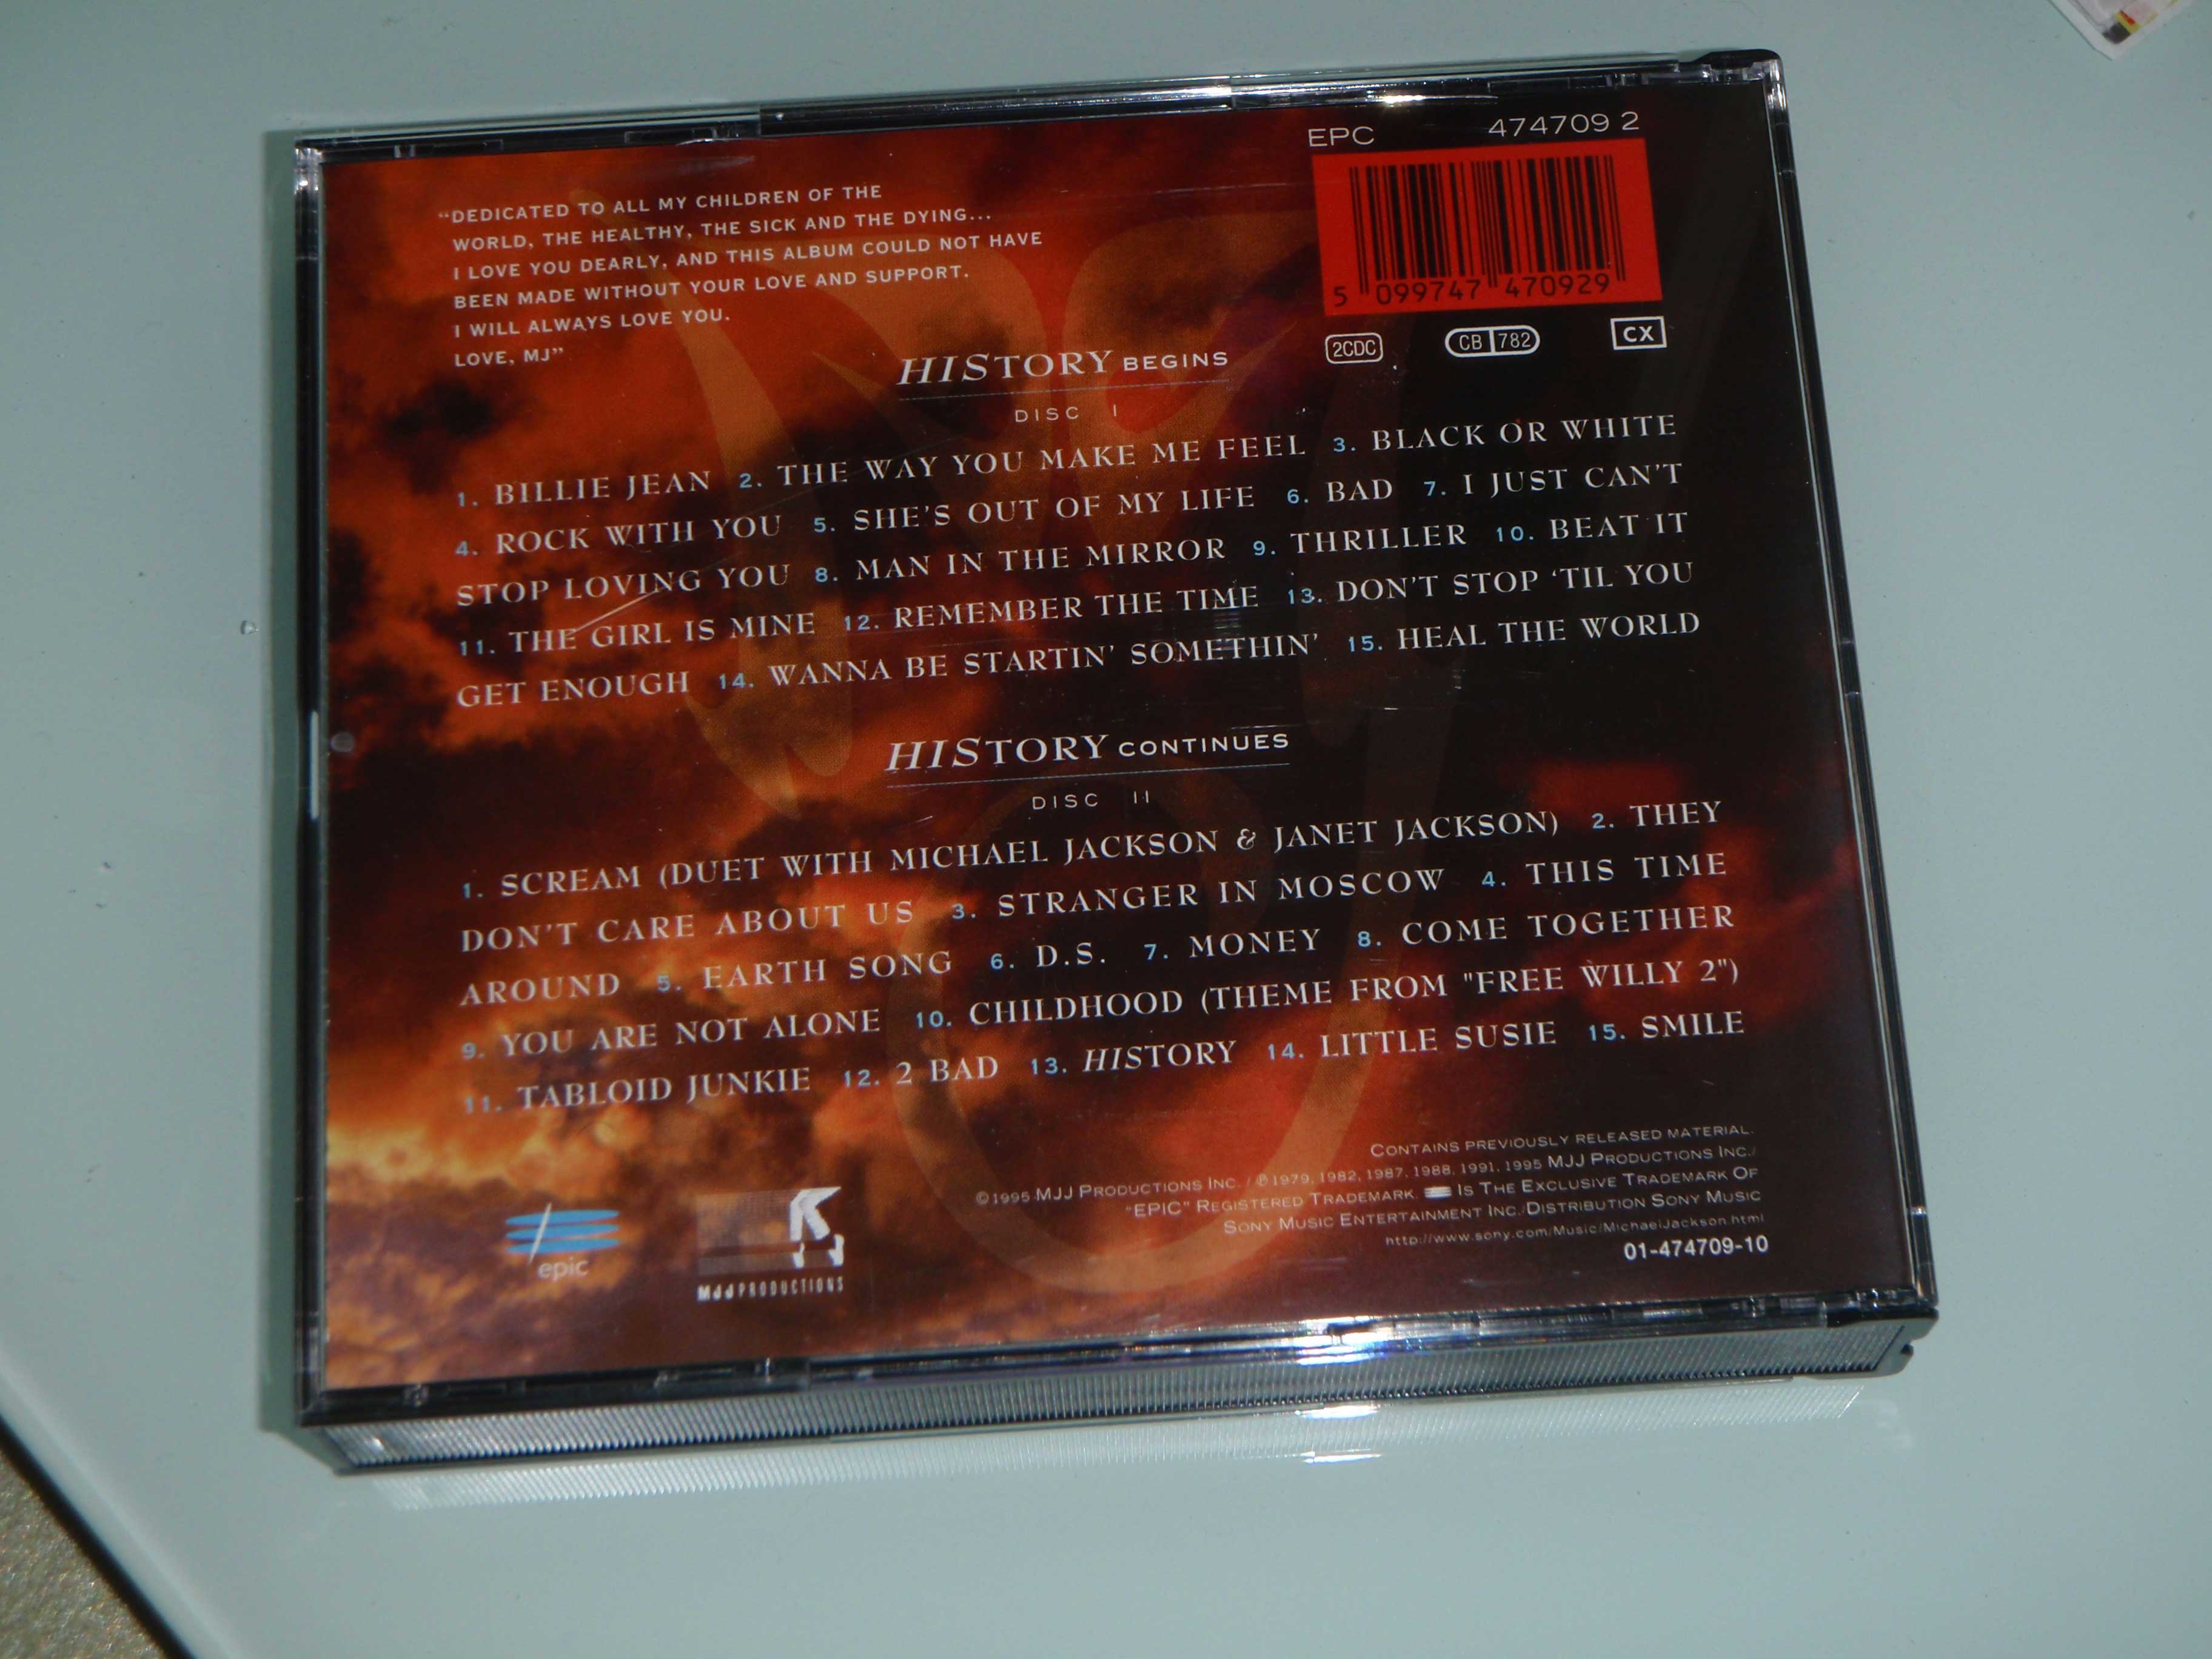 EPC 474709 2
5 099747 470929
2CDC CB 782 CX
“DEDICATED TO ALL MY CHILDREN OF THE
WORLD, THE HEALTHY, THE SICK AND THE DYING...
I LOVE YOU DEARLY, AND THIS ALBUM COULD NOT HAVE
BEEN MADE WITHOUT YOUR LOVE AND SUPPORT.
I WILL ALWAYS LOVE YOU.
LOVE, MJ”
HISTORY BEGINS
DISC I
1. BILLIE JEAN 2. THE WAY YOU MAKE ME FEEL 3. BLACK OR WHITE
4. ROCK WITH YOU 5. SHE'S OUT OF MY LIFE 6. BAD 7. I JUST CAN'T
STOP LOVING YOU 8. MAN IN THE MIRROR 9. THRILLER 10. BEAT IT
11. THE GIRL IS MINE 12. REMEMBER THE TIME 13. DON'T STOP ‘TIL YOU
GET ENOUGH 14. WANNA BE STARTIN' SOMETHIN' 15. HEAL THE WORLD
HISTORY CONTINUES
DISC II
1. SCREAM (DUET WITH MICHAEL JACKSON & JANET JACKSON) 2. THEY
DON'T CARE ABOUT US 3. STRANGER IN MOSCOW 4. THIS TIME
AROUND 5. EARTH SONG 6. D.S. 7. MONEY 8. COME TOGETHER
9. YOU ARE NOT ALONE 10. CHILDHOOD (THEME FROM "FREE WILLY 2")
11. TABLOID JUNKIE 12. 2 BAD 13. HISTORY 14. LITTLE SUSIE 15. SMILE
CONTAINS PREVIOUSLY RELEASED MATERIAL.
©1995 MJJ PRODUCTIONS INC. / ℗1979, 1982, 1987, 1988, 1991, 1995 MJJ PRODUCTIONS INC./
“EPIC” REGISTERED TRADEMARK. IS THE EXCLUSIVE TRADEMARK OF
SONY MUSIC ENTERTAINMENT INC./DISTRIBUTION SONY MUSIC
http://www.sony.com/Music/MichaelJackson.html
01-474709-10
epic
MJJ PRODUCTIONS